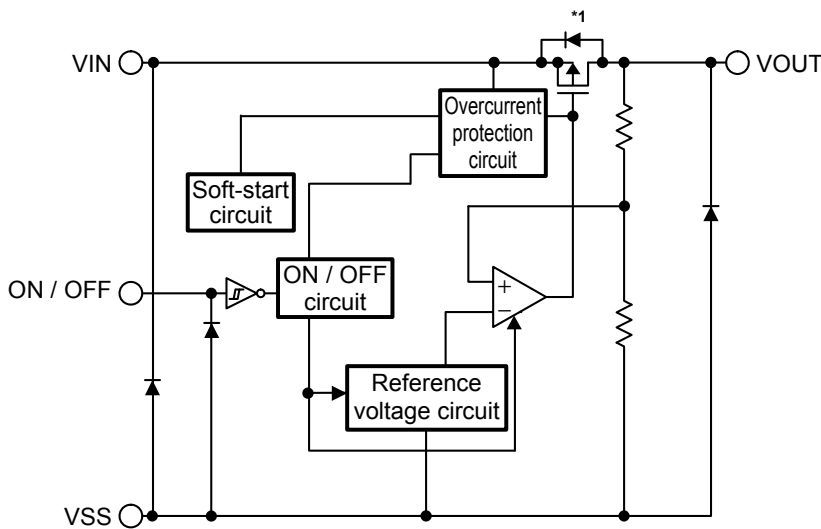 *1
VIN
VOUT
Overcurrent
protection
circuit
Soft-start
circuit
ON / OFF
ON / OFF
circuit
+
−
Reference
voltage circuit
VSS